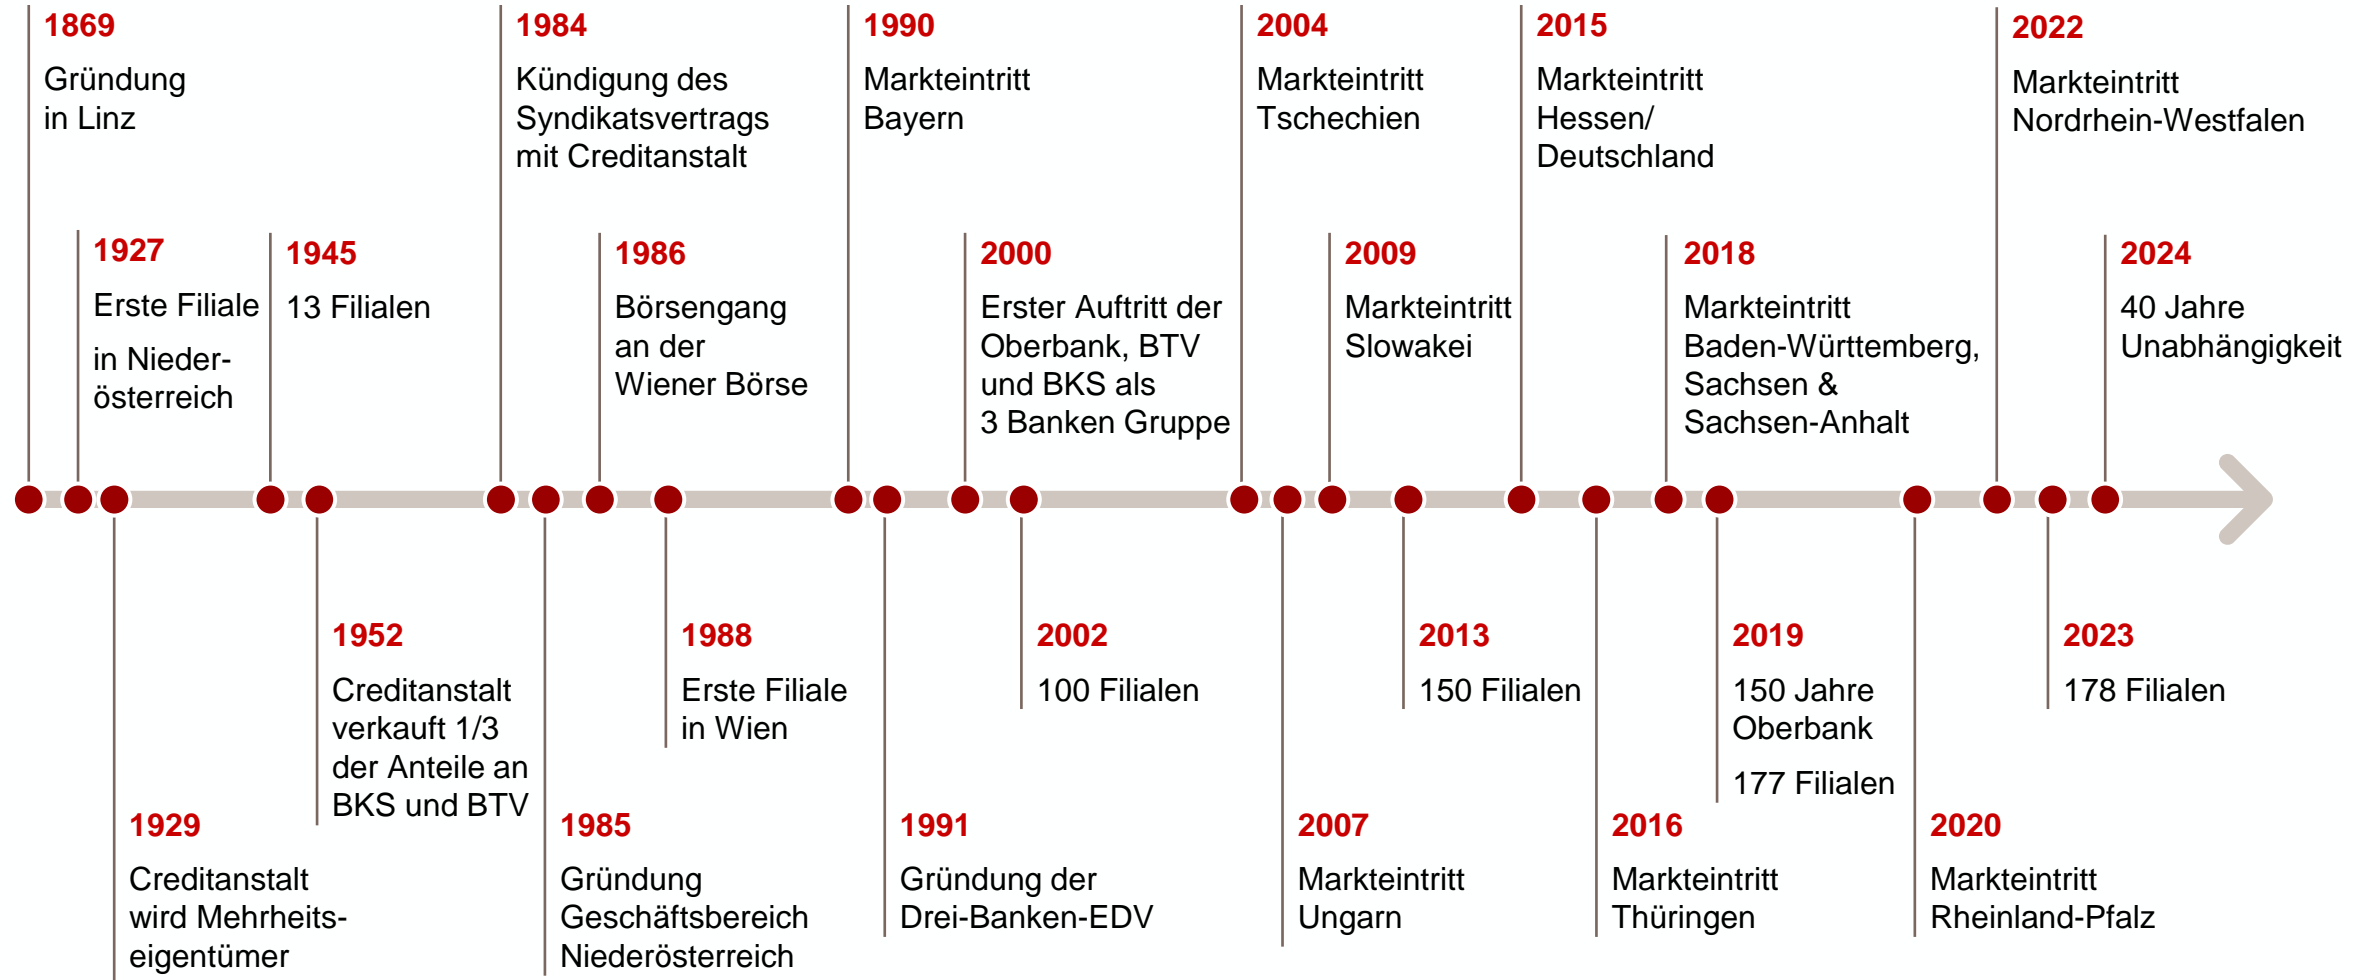 1869
Gründung
in Linz
1984
Kündigung des
Syndikatsvertrags
mit Creditanstalt
1990
Markteintritt
Bayern
2004
Markteintritt
Tschechien
2015
Markteintritt
Hessen/
Deutschland
2022
Markteintritt
Nordrhein-Westfalen
1927
Erste Filiale
in Nieder-
österreich
1945
13 Filialen
1986
Börsengang
an der
Wiener Börse
2000
Erster Auftritt der
Oberbank, BTV
und BKS als
3 Banken Gruppe
2009
Markteintritt
Slowakei
2018
Markteintritt
Baden-Württemberg,
Sachsen &
Sachsen-Anhalt
2024
40 Jahre
Unabhängigkeit
1952
Creditanstalt
verkauft 1/3
der Anteile an
BKS und BTV
1988
Erste Filiale
in Wien
2002
100 Filialen
2013
150 Filialen
2019
150 Jahre
Oberbank
177 Filialen
2023
178 Filialen
1929
Creditanstalt
wird Mehrheits-
eigentümer
1985
Gründung
Geschäftsbereich
Niederösterreich
1991
Gründung der
Drei-Banken-EDV
2007
Markteintritt
Ungarn
2016
Markteintritt
Thüringen
2020
Markteintritt
Rheinland-Pfalz